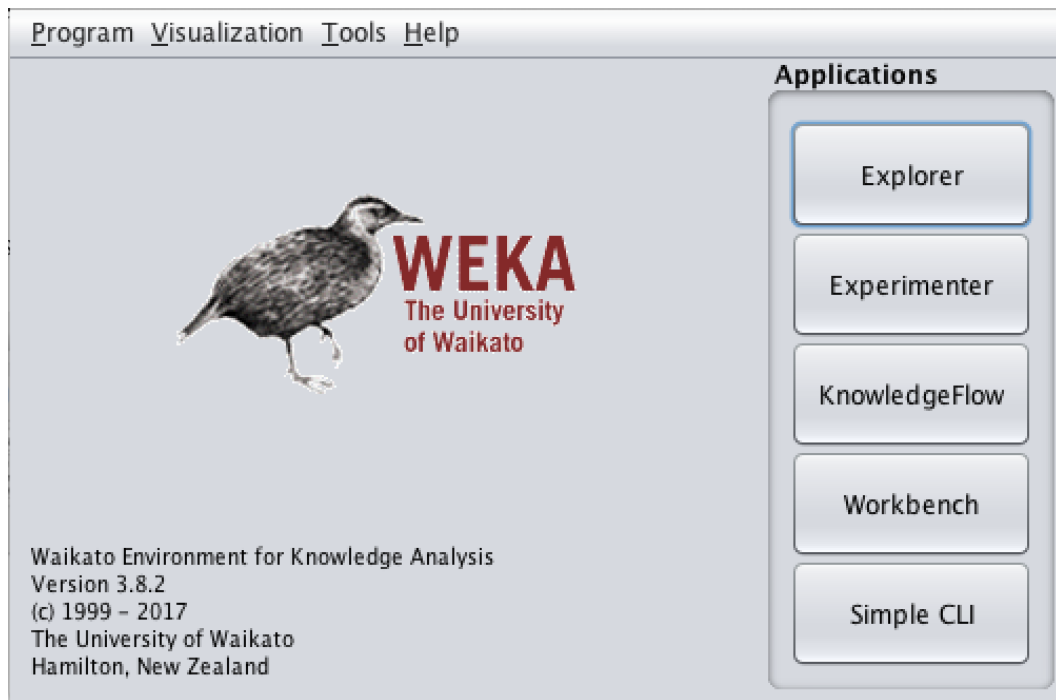 Program Visualization Tools Help
Applications
Explorer
Experimenter
KnowledgeFlow
Workbench
Simple CLI
WEKA
The University
of Waikato
Waikato Environment for Knowledge Analysis
Version 3.8.2
(c) 1999 – 2017
The University of Waikato
Hamilton, New Zealand